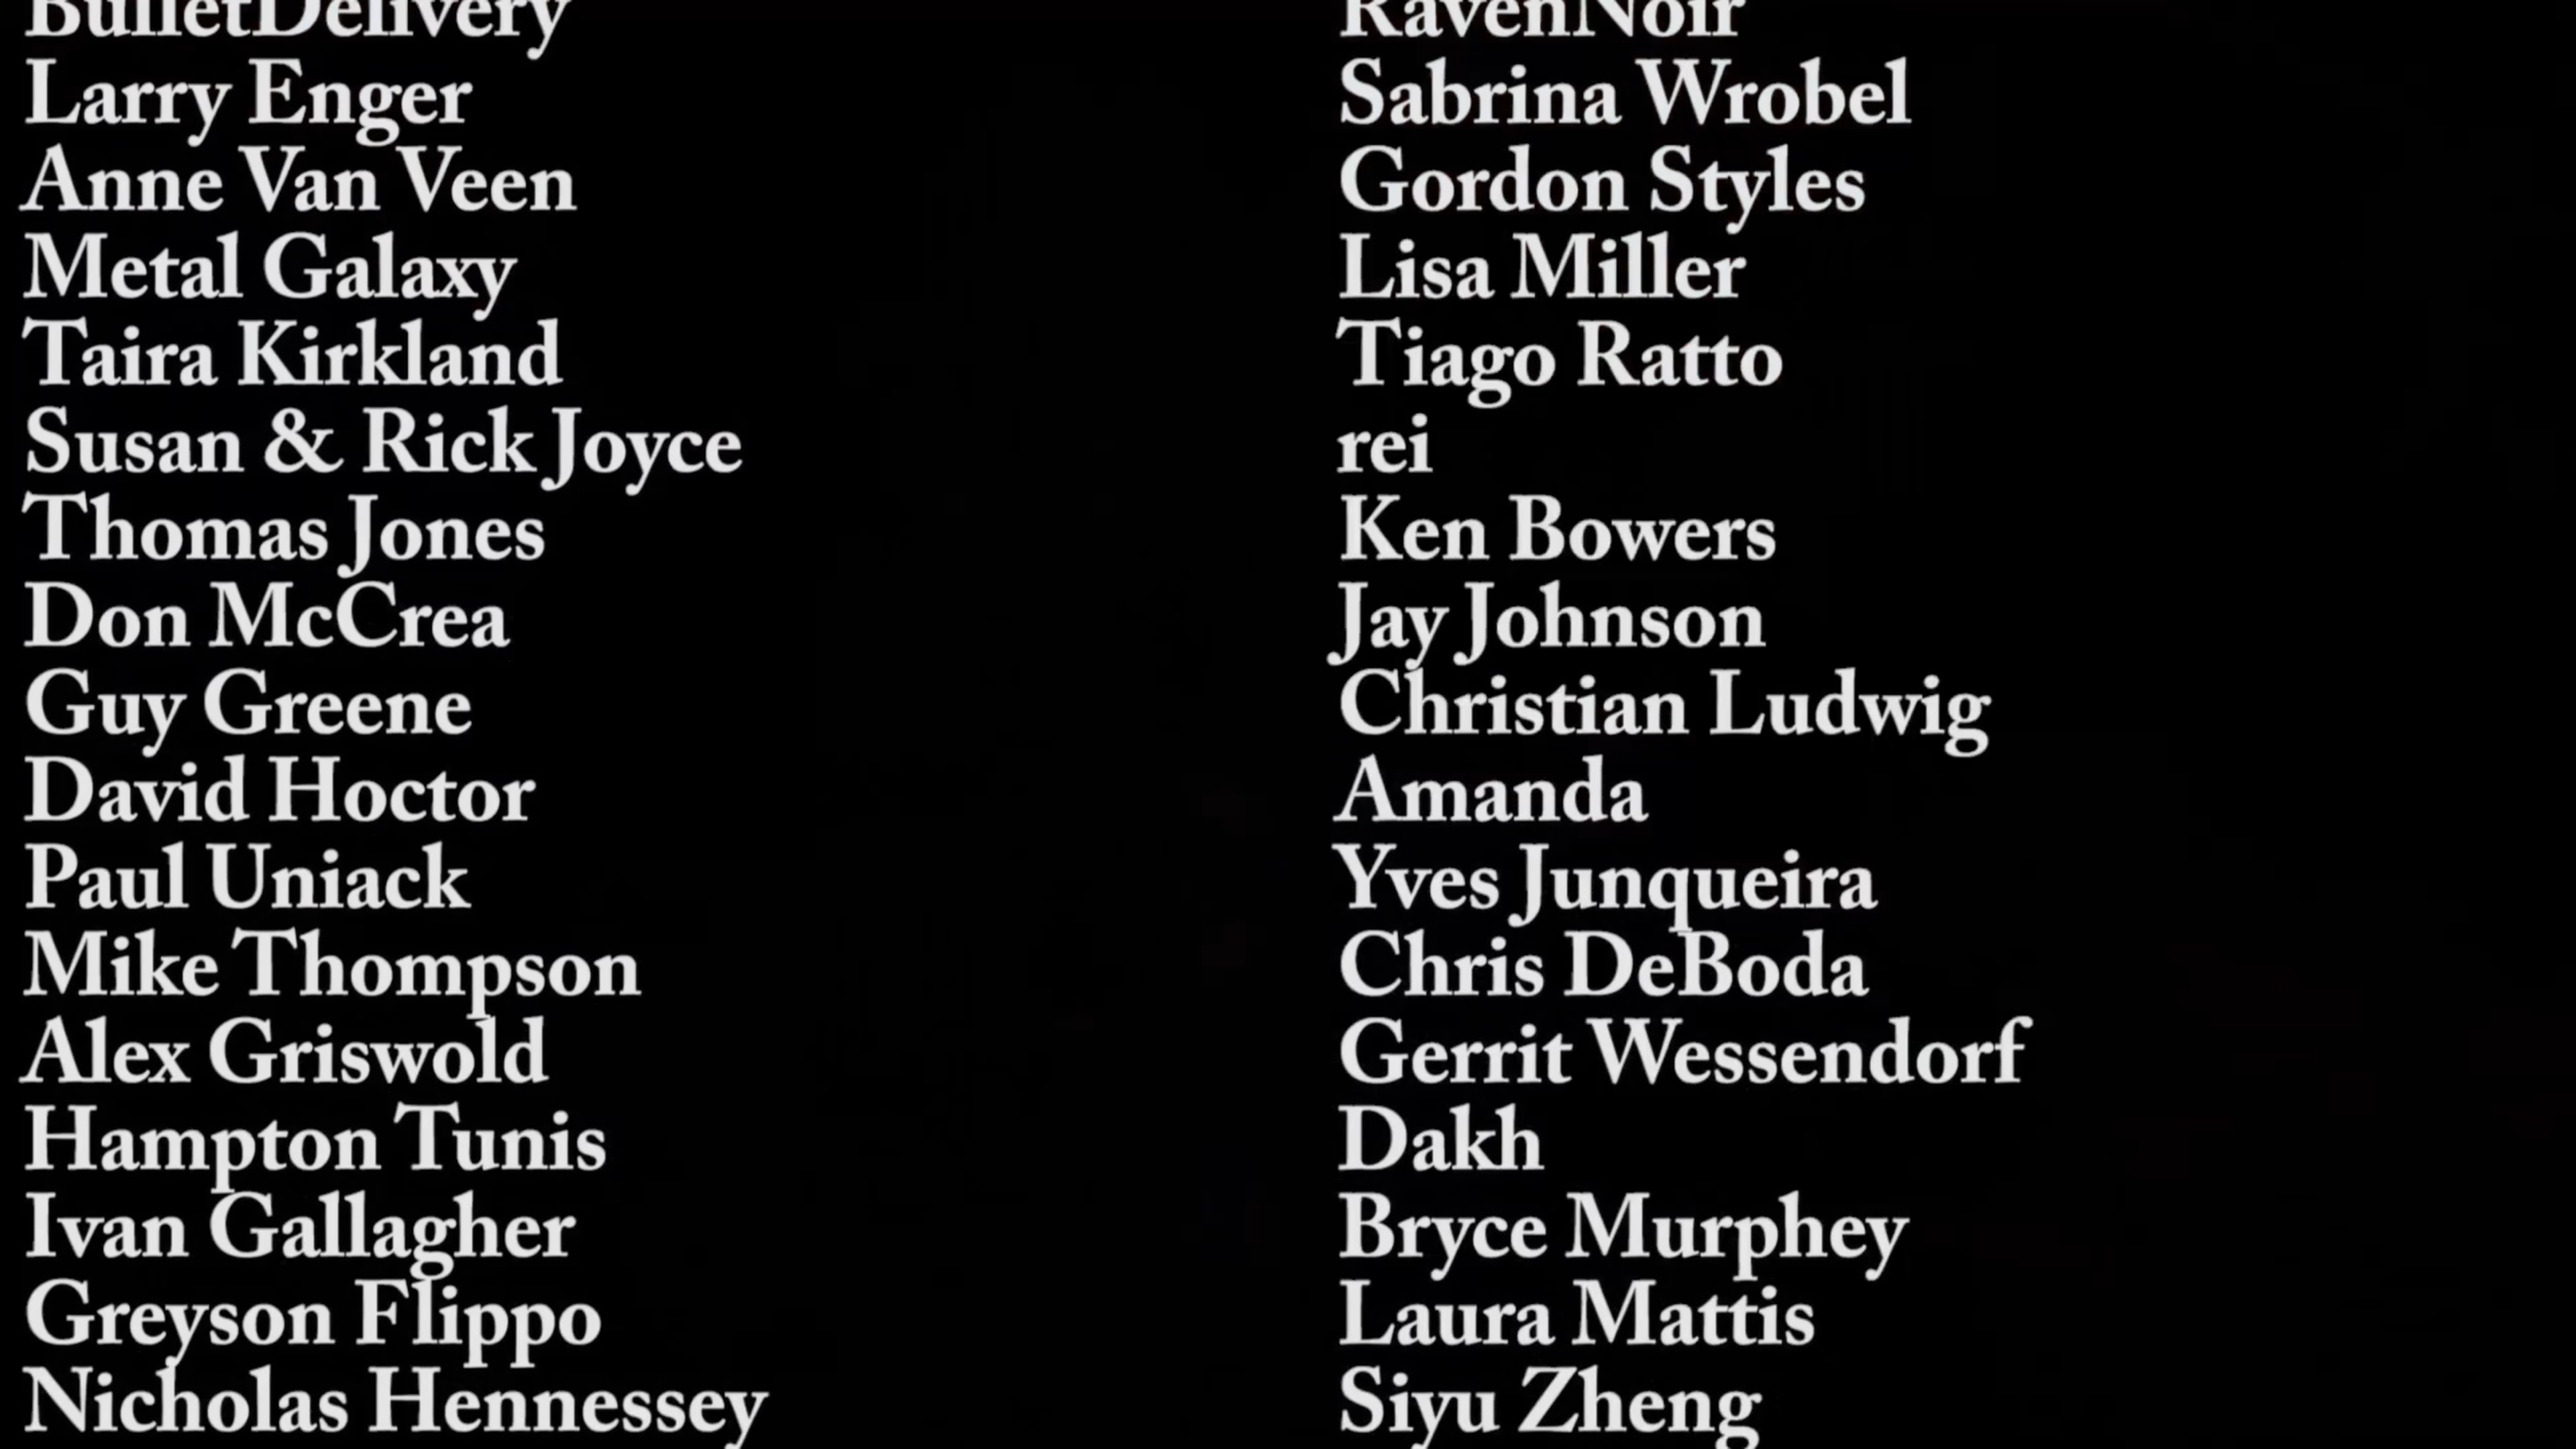 BulletDelivery
Larry Enger
Anne Van Veen
Metal Galaxy
Taira Kirkland
Susan & Rick Joyce
Thomas Jones
Don McCrea
Guy Greene
David Hoctor
Paul Uniack
Mike Thompson
Alex Griswold
Hampton Tunis
Ivan Gallagher
Greyson Flippo
Nicholas Hennessey
RavenNoir
Sabrina Wrobel
Gordon Styles
Lisa Miller
Tiago Ratto
rei
Ken Bowers
Jay Johnson
Christian Ludwig
Amanda
Yves Junqueira
Chris DeBoda
Gerrit Wessendorf
Dakh
Bryce Murphey
Laura Mattis
Siyu Zheng